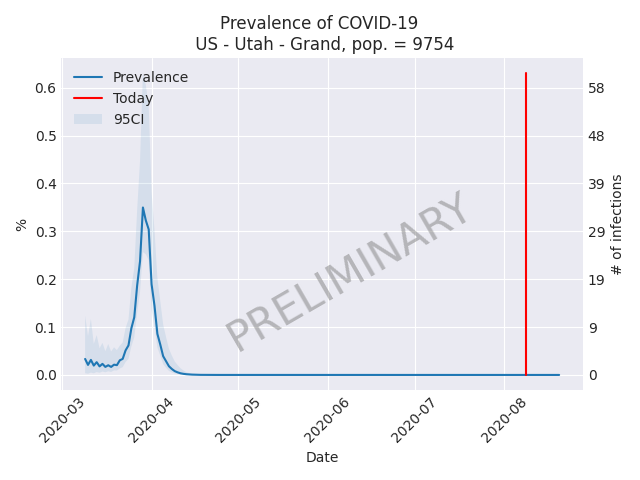 Prevalence of COVID-19
US - Utah - Grand, pop. = 9754
Prevalence
Today
95CI
0.6
0.5
0.4
0.3
0.2
0.1
0.0
%
58
48
39
29
19
9
0
# of infections
PRELIMINARY
2020-03
2020-04
2020-05
2020-06
2020-07
2020-08
Date